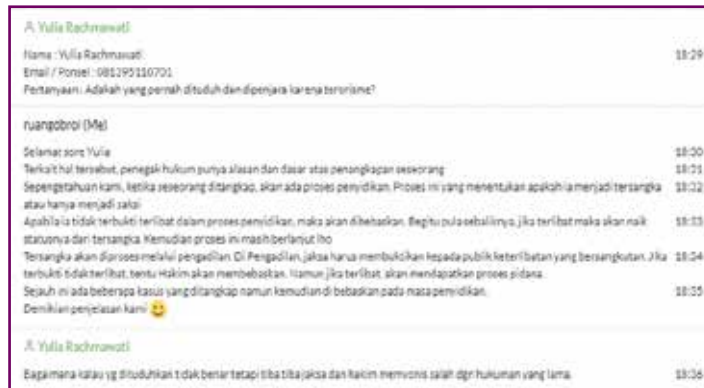 Yulia Rachmawati
Nama : Yulia Rachmawati 18:29
Email / Ponsel : 081295110701
Pertanyaan : Adakah yang pernah dituduh dan dipenjara karena terorisme?
ruangobrol (Me)
Selamat sore Yulia 18:30
Terkait hal tersebut, penegak hukum punya alasan dan dasar atas penangkapan seseorang 18:31
Sepengetahuan kami, ketika seseorang ditangkap, akan ada proses penyidikan. Proses ini yang menentukan apakah ia menjadi tersangka 18:32
atau hanya menjadi saksi
Apabila ia tidak terbukti terlibat dalam proses penyidikan, maka akan dibebaskan. Begitu pula sebaliknya, jika terlibat maka akan naik 18:33
statusnya dari tersangka. Kemudian proses ini masih berlanjut lho
Tersangka akan diproses melalui pengadilan. Di Pengadilan, jaksa harus membuktikan kepada publik keterlibatan yang bersangkutan. Jika 18:34
terbukti tidak terlibat, tentu Hakim akan membebaskan. Namun jika terlibat, akan mendapatkan proses pidana.
Sejauh ini ada beberapa kasus yang ditangkap namun kemudian di bebaskan pada masa penyidikan. 18:35
Demikian penjelasan kami
Yulia Rachmawati
Bagaimana kalau yg dituduhkan tidak benar tetapi tiba tiba jaksa dan hakim memvonis salah dgn hukuman yang lama 18:36